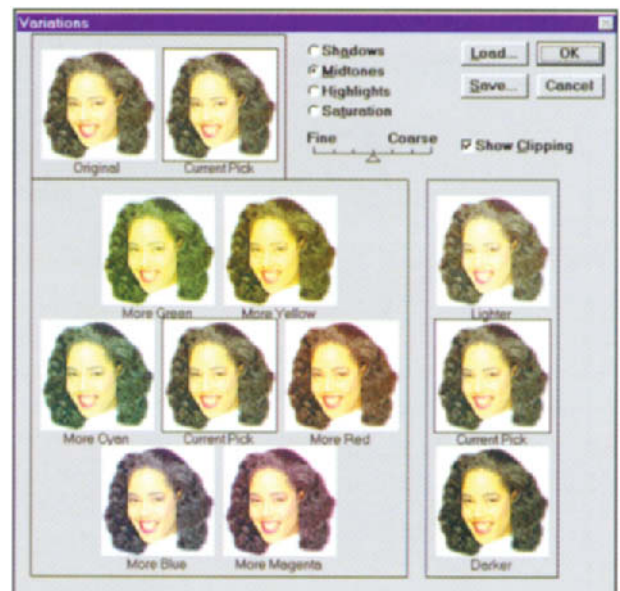 Variations
Shadows
Midtones
Highlights
Saturation
Load...
OK
Save...
Cancel
Fine
Coarse
Show Clipping
Original
Current Pick
More Green
More Yellow
More Cyan
Current Pick
More Red
More Blue
More Magenta
Lighter
Current Pick
Darker